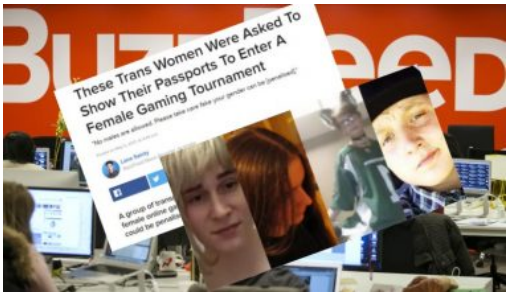 BuzzFeed
These Trans Women Were Asked To
Show Their Passports To Enter A
Female Gaming Tournament
"No males are allowed. Please take care fake your gender can be [penalised]"
A group of trans
female online ga
could be penalis